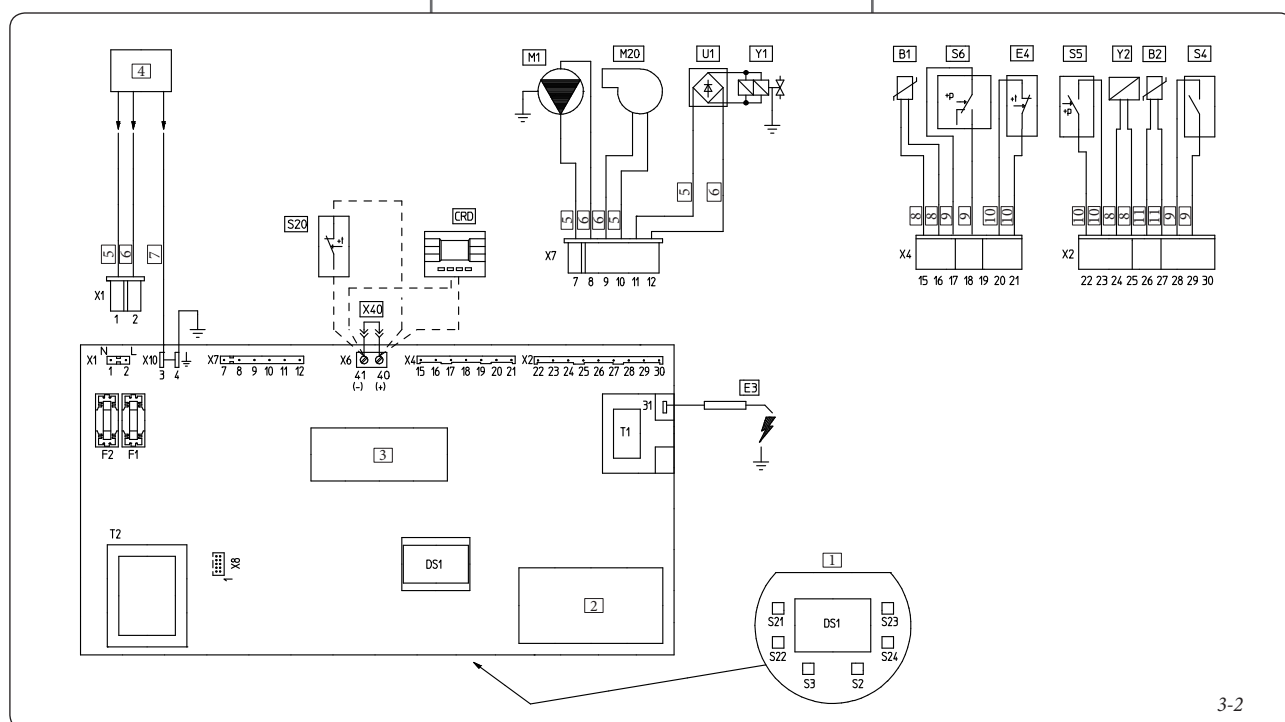 M1 M20 U1 Y1 B1 S6 E4 S5 Y2 B2 S4
4
+p +t +p
S20 CRD
5 6 7
5 6 6 5 5 6
8 8 9 9 10 10
10 10 8 8 11 11 9 9
+t
X7 X4 X2
7 8 9 10 11 12
15 16 17 18 19 20 21
22 23 24 25 26 27 28 29 30
X1
1 2
X40
X1 N L X10 X7 X6 X4 X2
1 2 3 4 7 8 9 10 11 12 41 40 15 16 17 18 19 20 21 22 23 24 25 26 27 28 29 30
(-) (+)
E3
31
T1
F2 F1
3
T2
X8
1
DS1
2
1
S21 DS1 S23
S22 S24
S3 S2
3-2